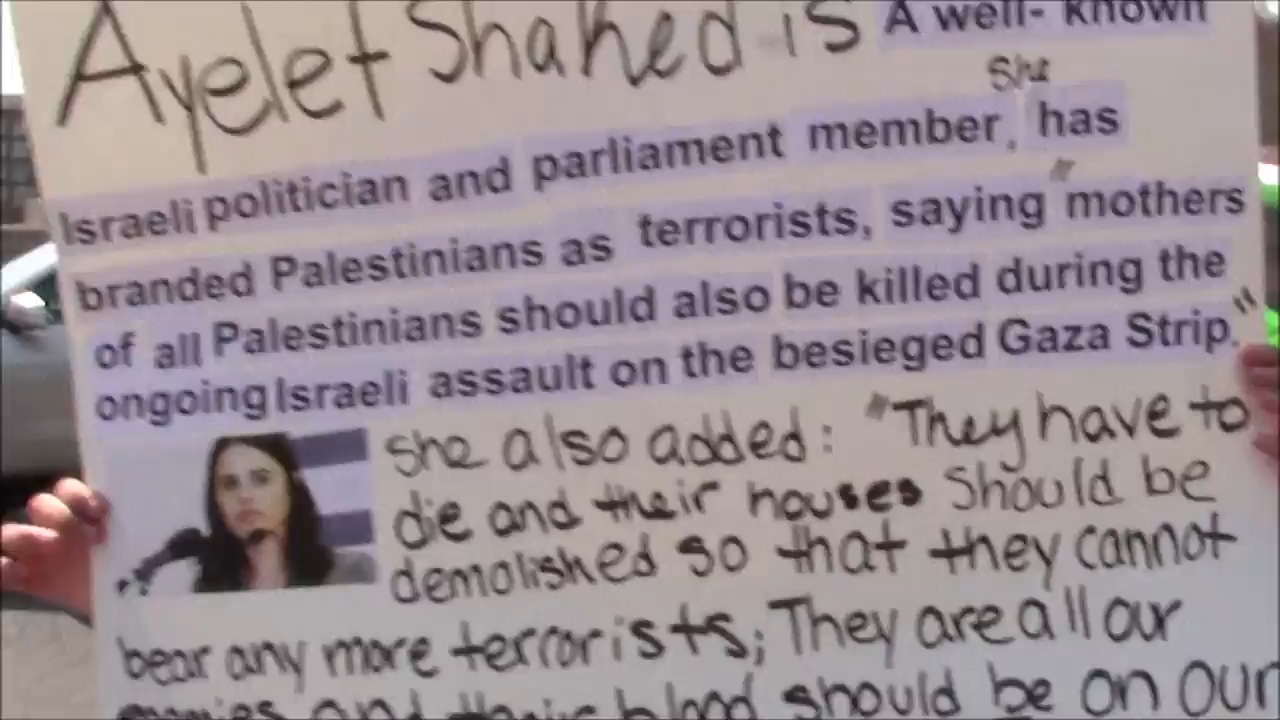 Ayelet Shaked is A well- known
she
Israeli politician and parliament member, has
branded Palestinians as terrorists, saying "mothers
of all Palestinians should also be killed during the
ongoing Israeli assault on the besieged Gaza Strip."
She also added: "They have to
die and their houses should be
demolished so that they cannot
bear any more terrorists; They are all our
enemies and their blood should be on our